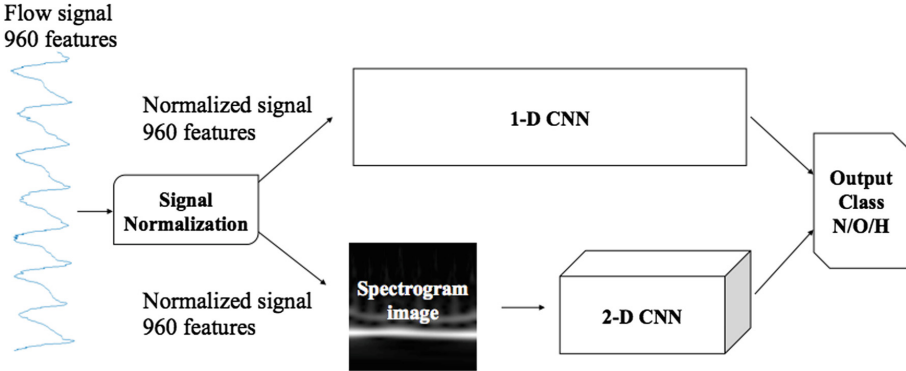 Flow signal
960 features
Normalized signal
960 features
1-D CNN
Signal
Normalization
Output
Class
N/O/H
Normalized signal
960 features
Spectrogram
image
2-D CNN